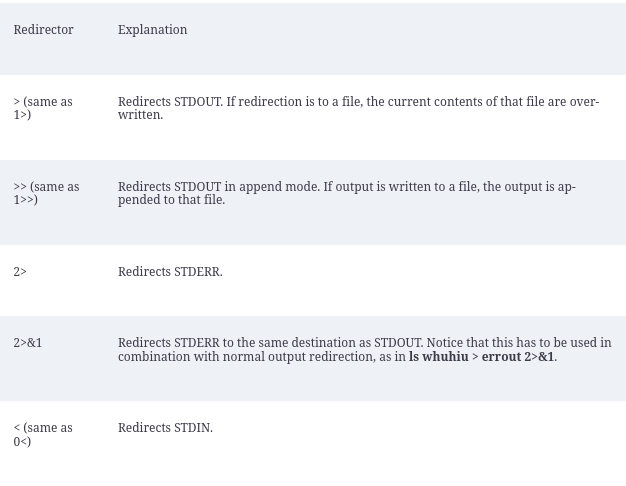 Redirector Explanation
> (same as Redirects STDOUT. If redirection is to a file, the current contents of that file are over-
1>) written.
>> (same as Redirects STDOUT in append mode. If output is written to a file, the output is ap-
1>>) pended to that file.
2> Redirects STDERR.
2>&1 Redirects STDERR to the same destination as STDOUT. Notice that this has to be used in
combination with normal output redirection, as in ls whuhiu > errout 2>&1.
< (same as Redirects STDIN.
0<)